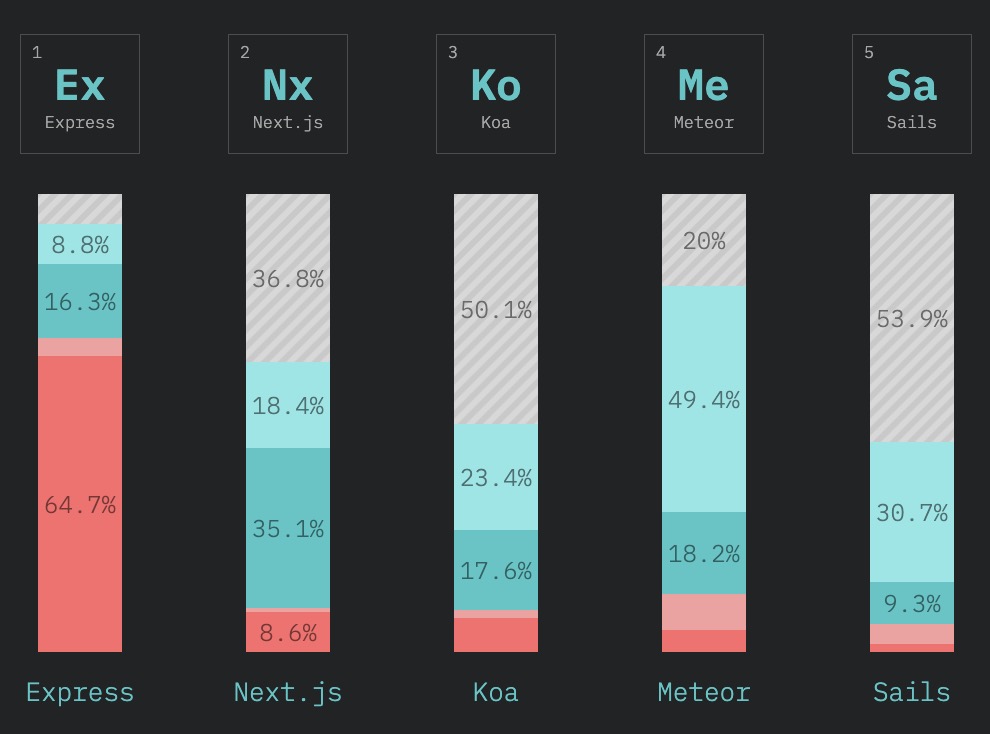 1
Ex
Express
2
Nx
Next.js
3
Ko
Koa
4
Me
Meteor
5
Sa
Sails
8.8%
16.3%
64.7%
Express
36.8%
18.4%
35.1%
8.6%
Next.js
50.1%
23.4%
17.6%
Koa
20%
49.4%
18.2%
Meteor
53.9%
30.7%
9.3%
Sails